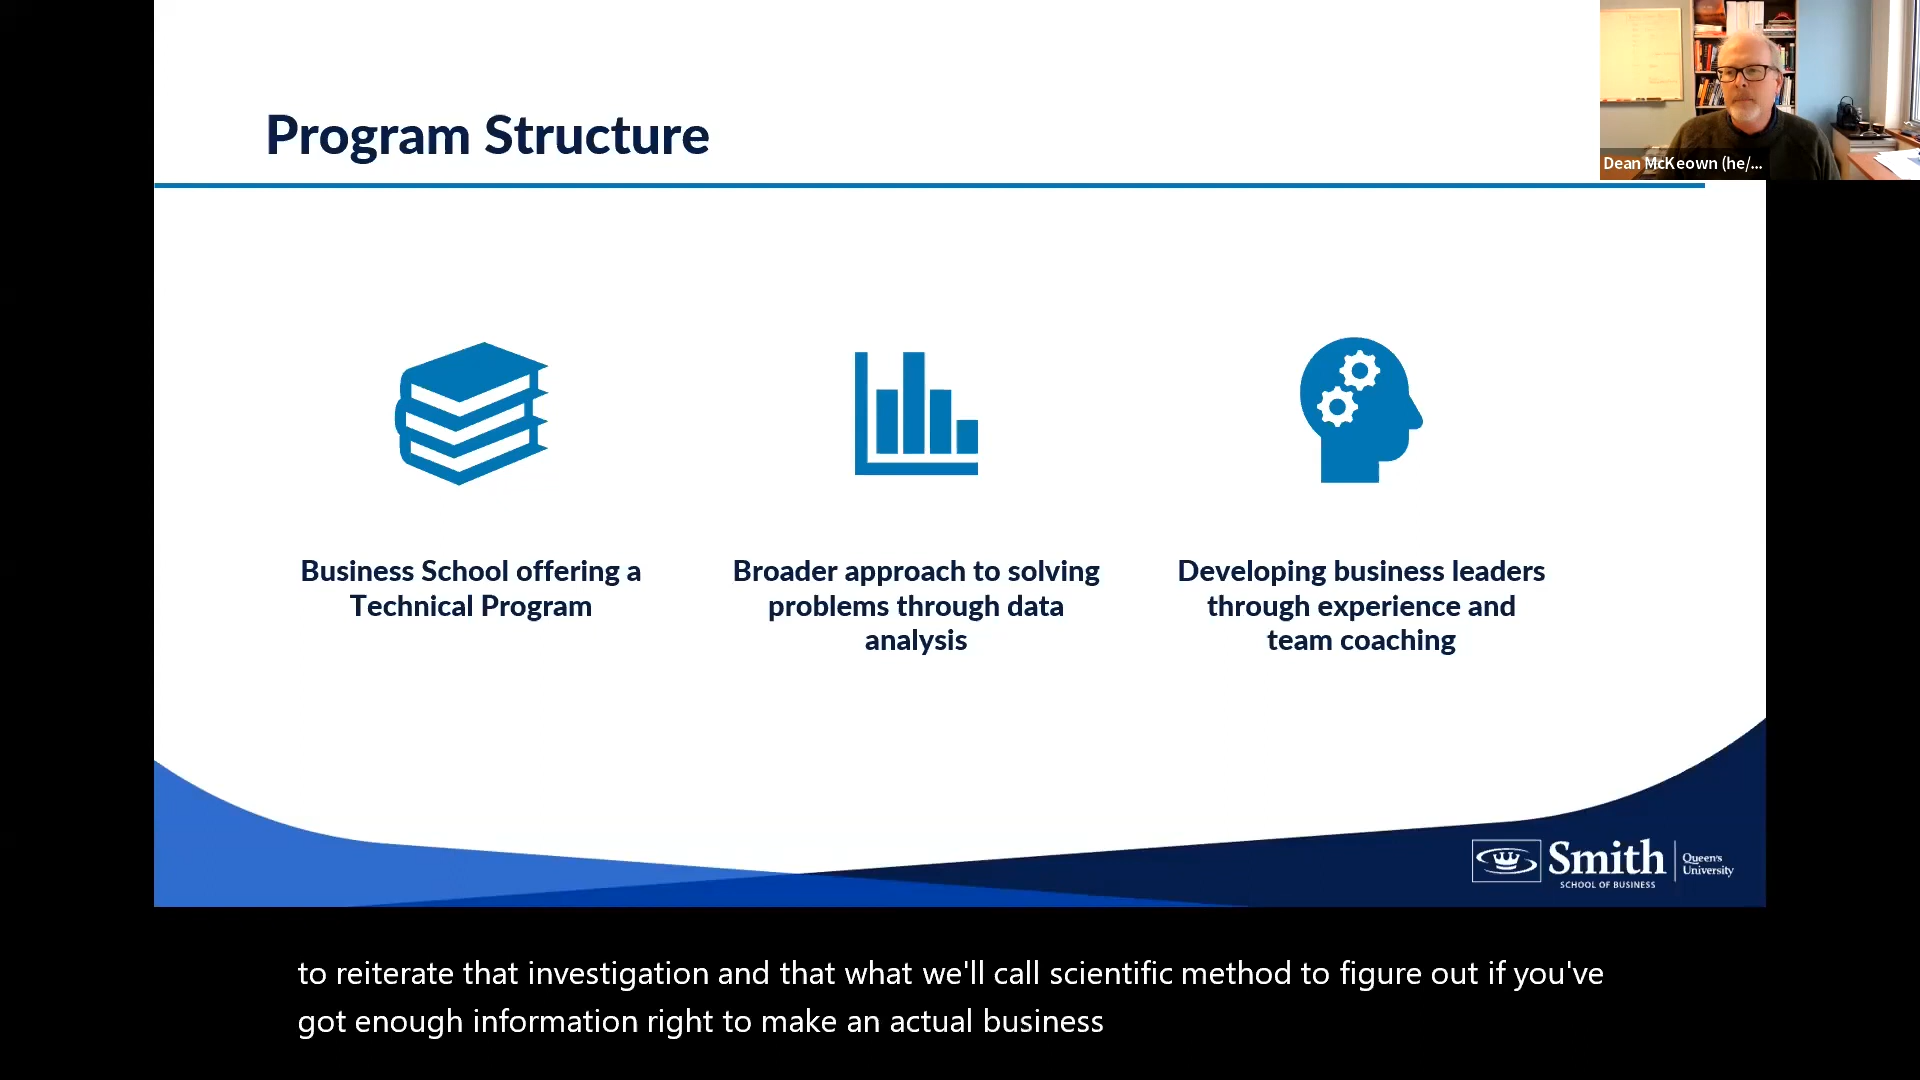 Program Structure
Dean McKeown (he/...
Business School offering a
Technical Program
Broader approach to solving
problems through data
analysis
Developing business leaders
through experience and
team coaching
Smith
SCHOOL OF BUSINESS
Queen's
University
to reiterate that investigation and that what we'll call scientific method to figure out if you've
got enough information right to make an actual business